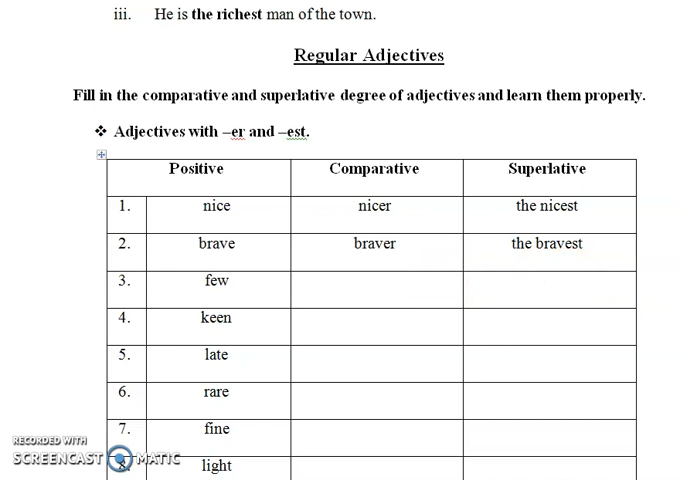 iii. He is the richest man of the town.
Regular Adjectives
Fill in the comparative and superlative degree of adjectives and learn them properly.
❖ Adjectives with –er and –est.
Positive Comparative Superlative
1. nice nicer the nicest
2. brave braver the bravest
3. few
4. keen
5. late
6. rare
7. fine
8. light
RECORDED WITH
SCREENCAST MATIC